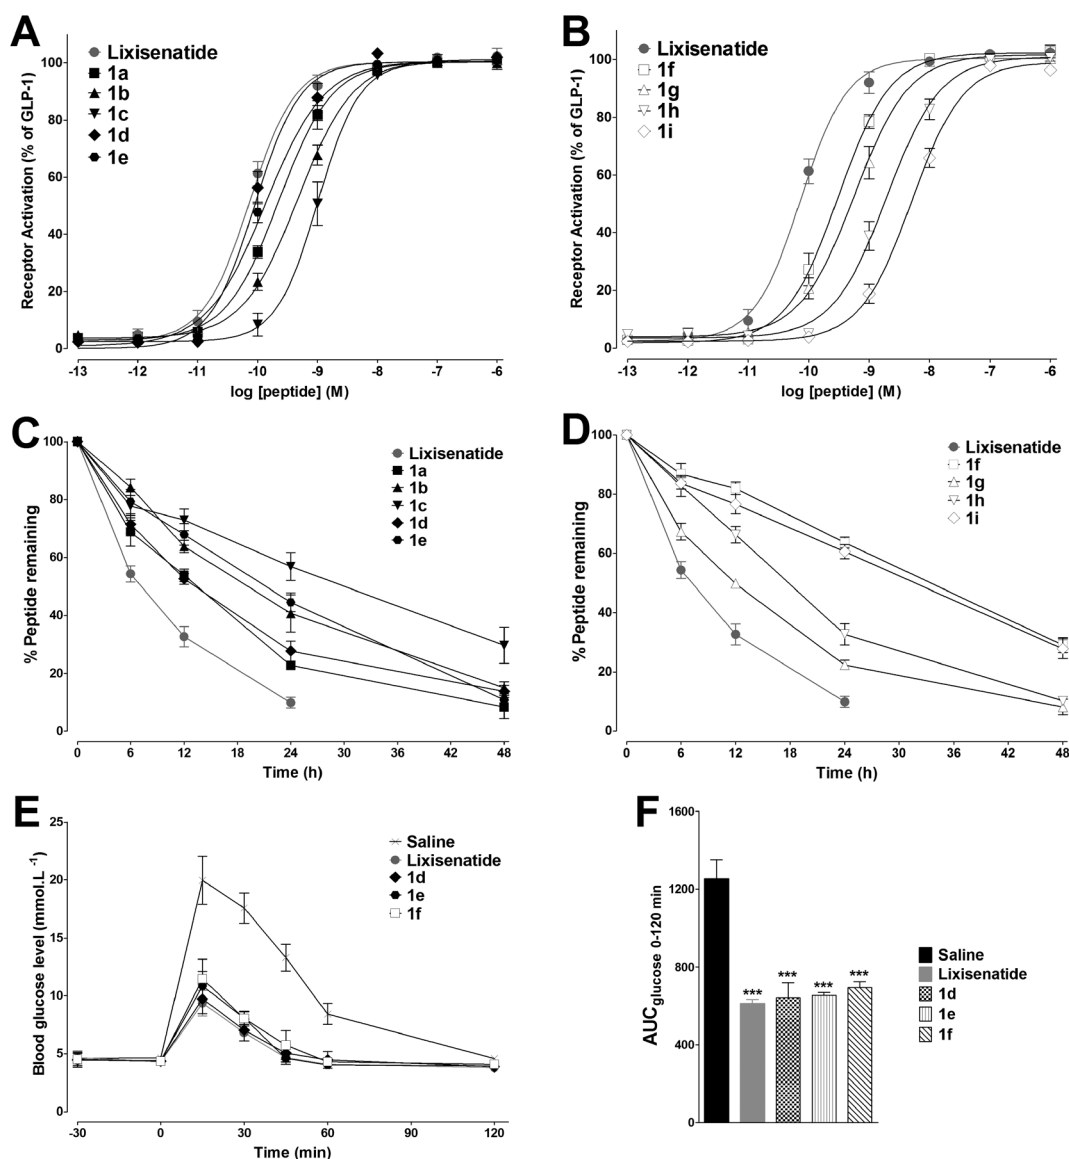 A
Lixisenatide
1a
1b
1c
1d
1e
Receptor Activation (% of GLP-1)
100
80
60
40
20
0
-13 -12 -11 -10 -9 -8 -7 -6
log [peptide] (M)
B
Lixisenatide
1f
1g
1h
1i
Receptor Activation (% of GLP-1)
100
80
60
40
20
0
-13 -12 -11 -10 -9 -8 -7 -6
log [peptide] (M)
C
Lixisenatide
1a
1b
1c
1d
1e
% Peptide remaining
100
80
60
40
20
0
0 6 12 18 24 30 36 42 48
Time (h)
D
Lixisenatide
1f
1g
1h
1i
% Peptide remaining
100
80
60
40
20
0
0 6 12 18 24 30 36 42 48
Time (h)
E
Saline
Lixisenatide
1d
1e
1f
Blood glucose level (mmol.L -1)
25
20
15
10
5
0
-30 0 30 60 90 120
Time (min)
F
AUCglucose 0-120 min
1600
1200
800
400
0
*** *** *** ***
Saline
Lixisenatide
1d
1e
1f